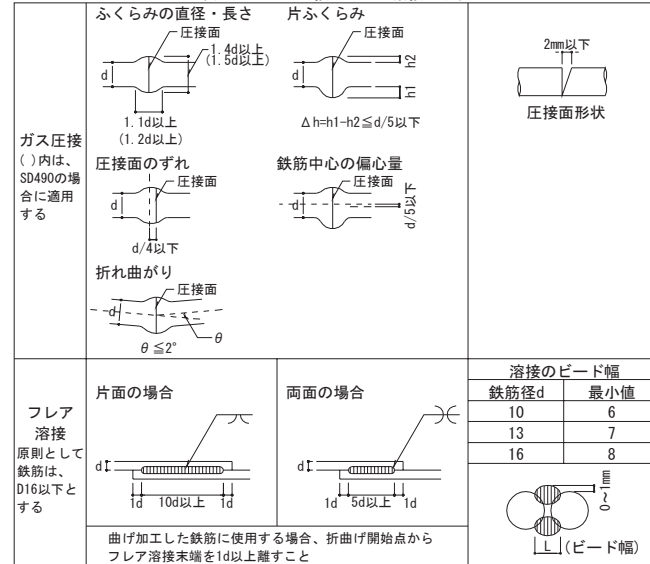 ガス圧接
( )内は、
SD490の場
合に適用
する
ふくらみの直径・長さ
圧接面
1.4d以上
(1.5d以上)
d
1.1d以上
(1.2d以上)
片ふくらみ
圧接面
d
h2
h1
Δh=h1-h2≦d/5以下
圧接面のずれ
圧接面
d
d/4以下
鉄筋中心の偏心量
圧接面
d
d/5以下
折れ曲がり
圧接面
d
θ
θ≦2°
2mm以下
圧接面形状
フレア
溶接
原則として
鉄筋は、
D16以下と
する
片面の場合
d
1d 10d以上 1d
両面の場合
d
1d 5d以上 1d
曲げ加工した鉄筋に使用する場合、折曲げ開始点から
フレア溶接末端を1d以上離すこと
溶接のビード幅
鉄筋径d 最小値
10 6
13 7
16 8
0~1mm
L (ビード幅)